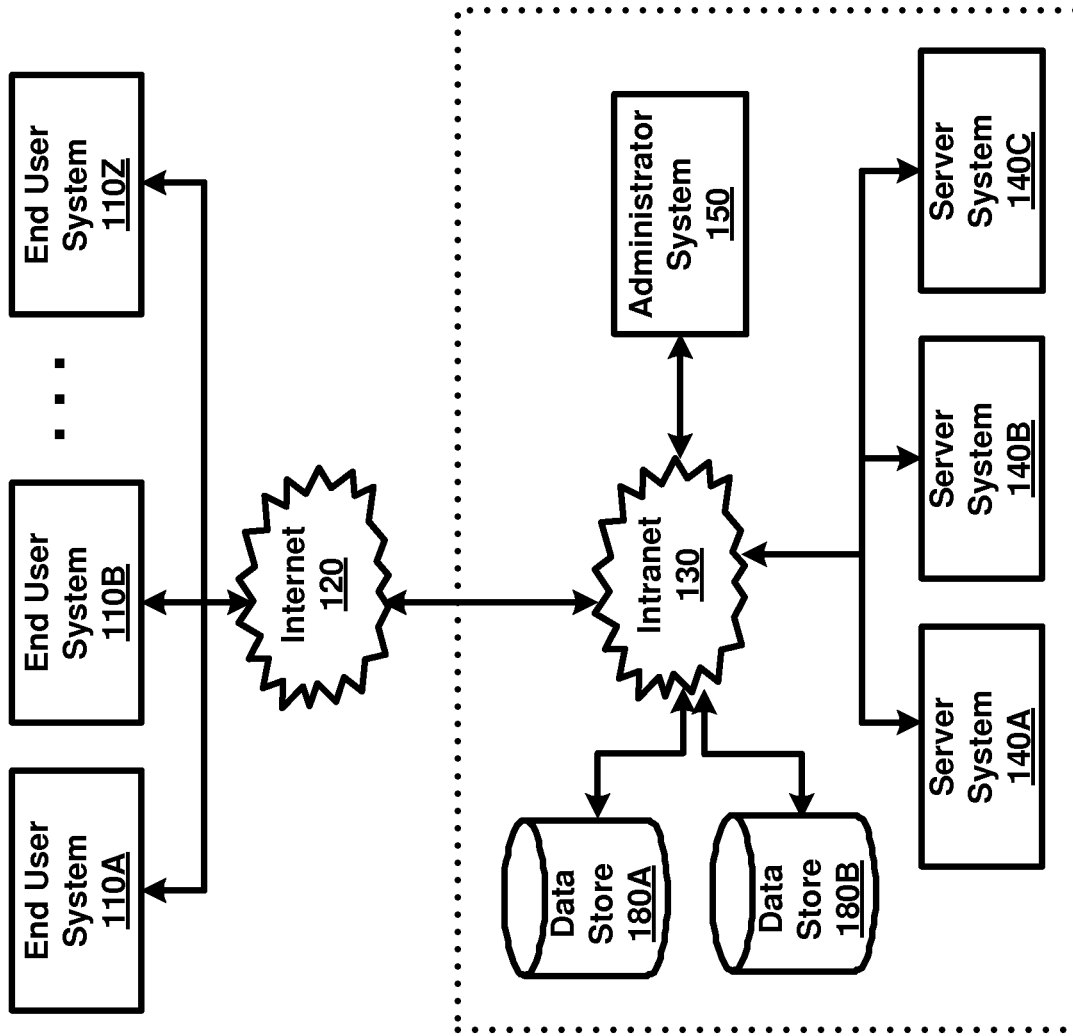 End User
System
110A
End User
System
110B
. . .
End User
System
110Z
Internet
120
Data
Store
180A
Data
Store
180B
Intranet
130
Administrator
System
150
Server
System
140A
Server
System
140B
Server
System
140C